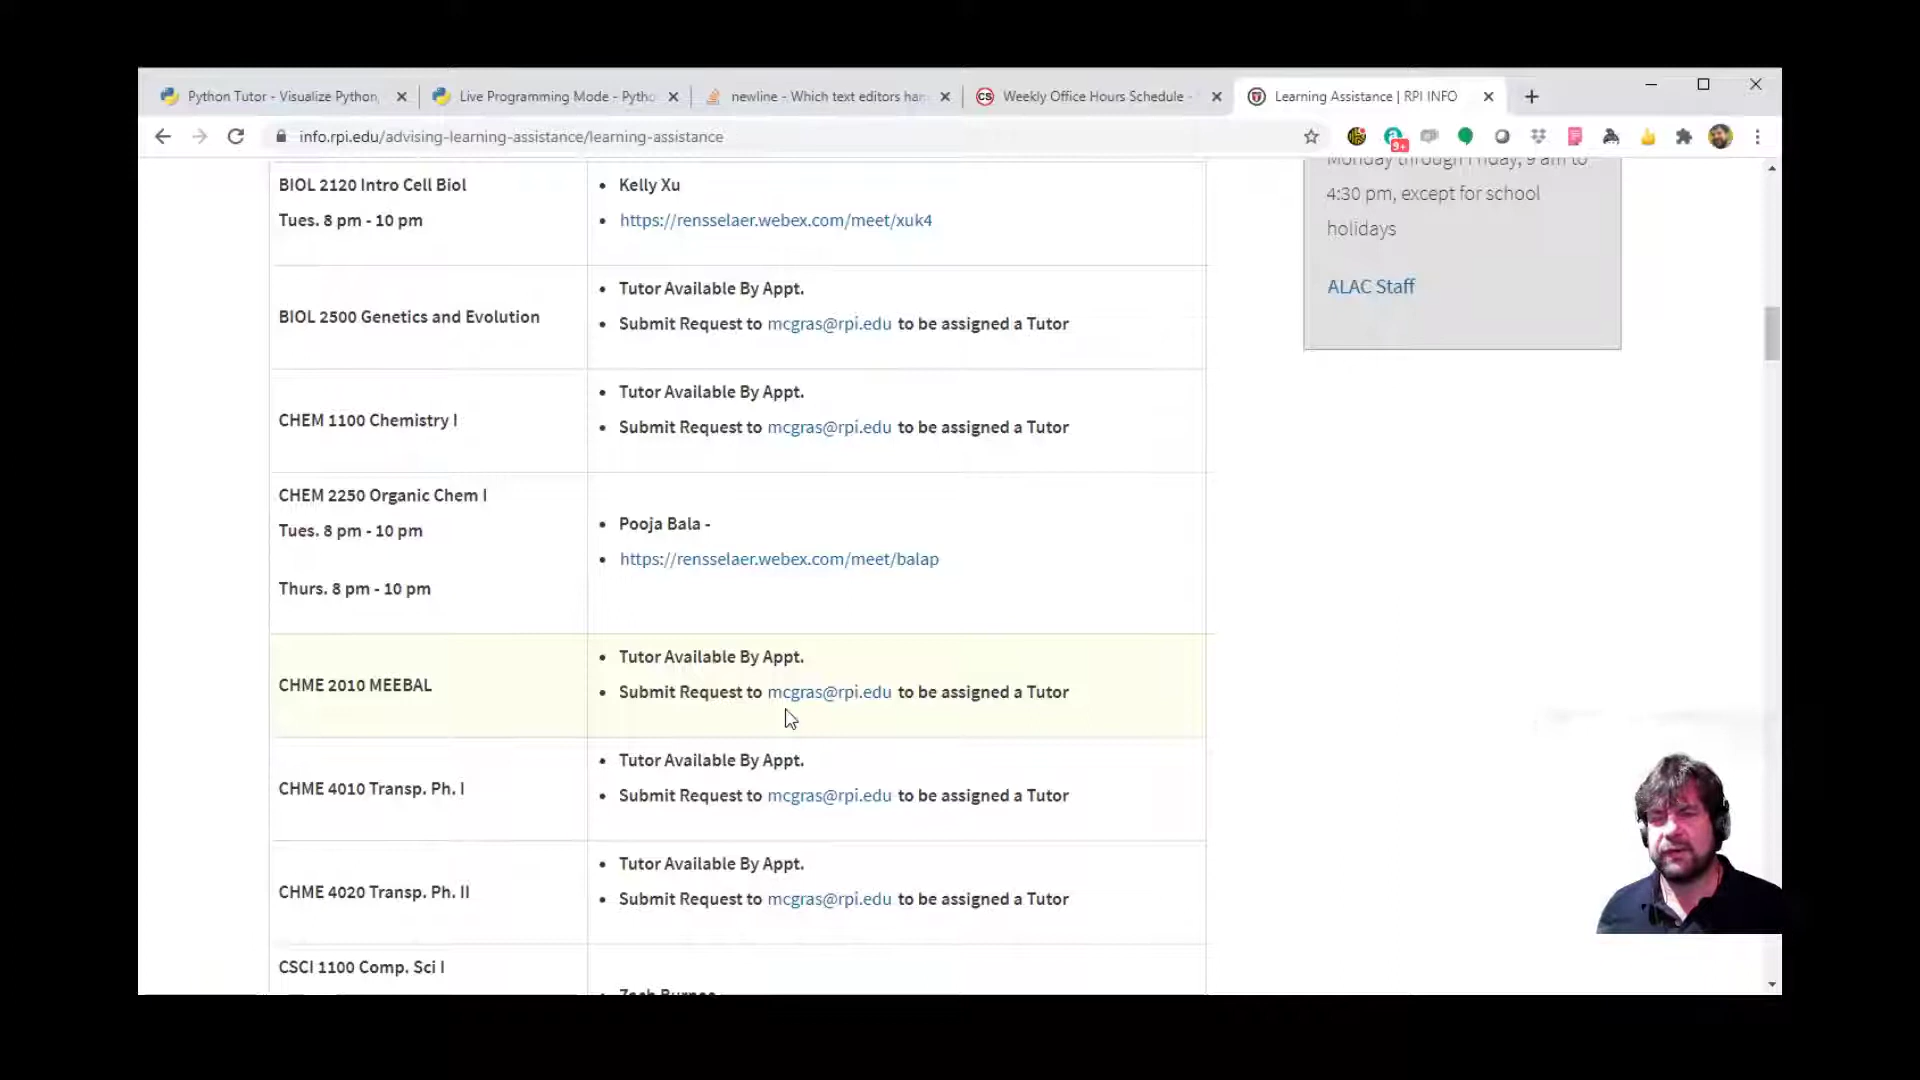 Python Tutor - Visualize Python,
Live Programming Mode - Pytho
newline - Which text editors har
Weekly Office Hours Schedule -
Learning Assistance | RPI INFO
info.rpi.edu/advising-learning-assistance/learning-assistance
9+
Monday through Friday, 9 am to
4:30 pm, except for school
holidays
ALAC Staff
BIOL 2120 Intro Cell Biol
Tues. 8 pm - 10 pm
Kelly Xu
https://rensselaer.webex.com/meet/xuk4
BIOL 2500 Genetics and Evolution
Tutor Available By Appt.
Submit Request to mcgras@rpi.edu to be assigned a Tutor
CHEM 1100 Chemistry I
Tutor Available By Appt.
Submit Request to mcgras@rpi.edu to be assigned a Tutor
CHEM 2250 Organic Chem I
Tues. 8 pm - 10 pm
Thurs. 8 pm - 10 pm
Pooja Bala -
https://rensselaer.webex.com/meet/balap
CHME 2010 MEEBAL
Tutor Available By Appt.
Submit Request to mcgras@rpi.edu to be assigned a Tutor
CHME 4010 Transp. Ph. I
Tutor Available By Appt.
Submit Request to mcgras@rpi.edu to be assigned a Tutor
CHME 4020 Transp. Ph. II
Tutor Available By Appt.
Submit Request to mcgras@rpi.edu to be assigned a Tutor
CSCI 1100 Comp. Sci I